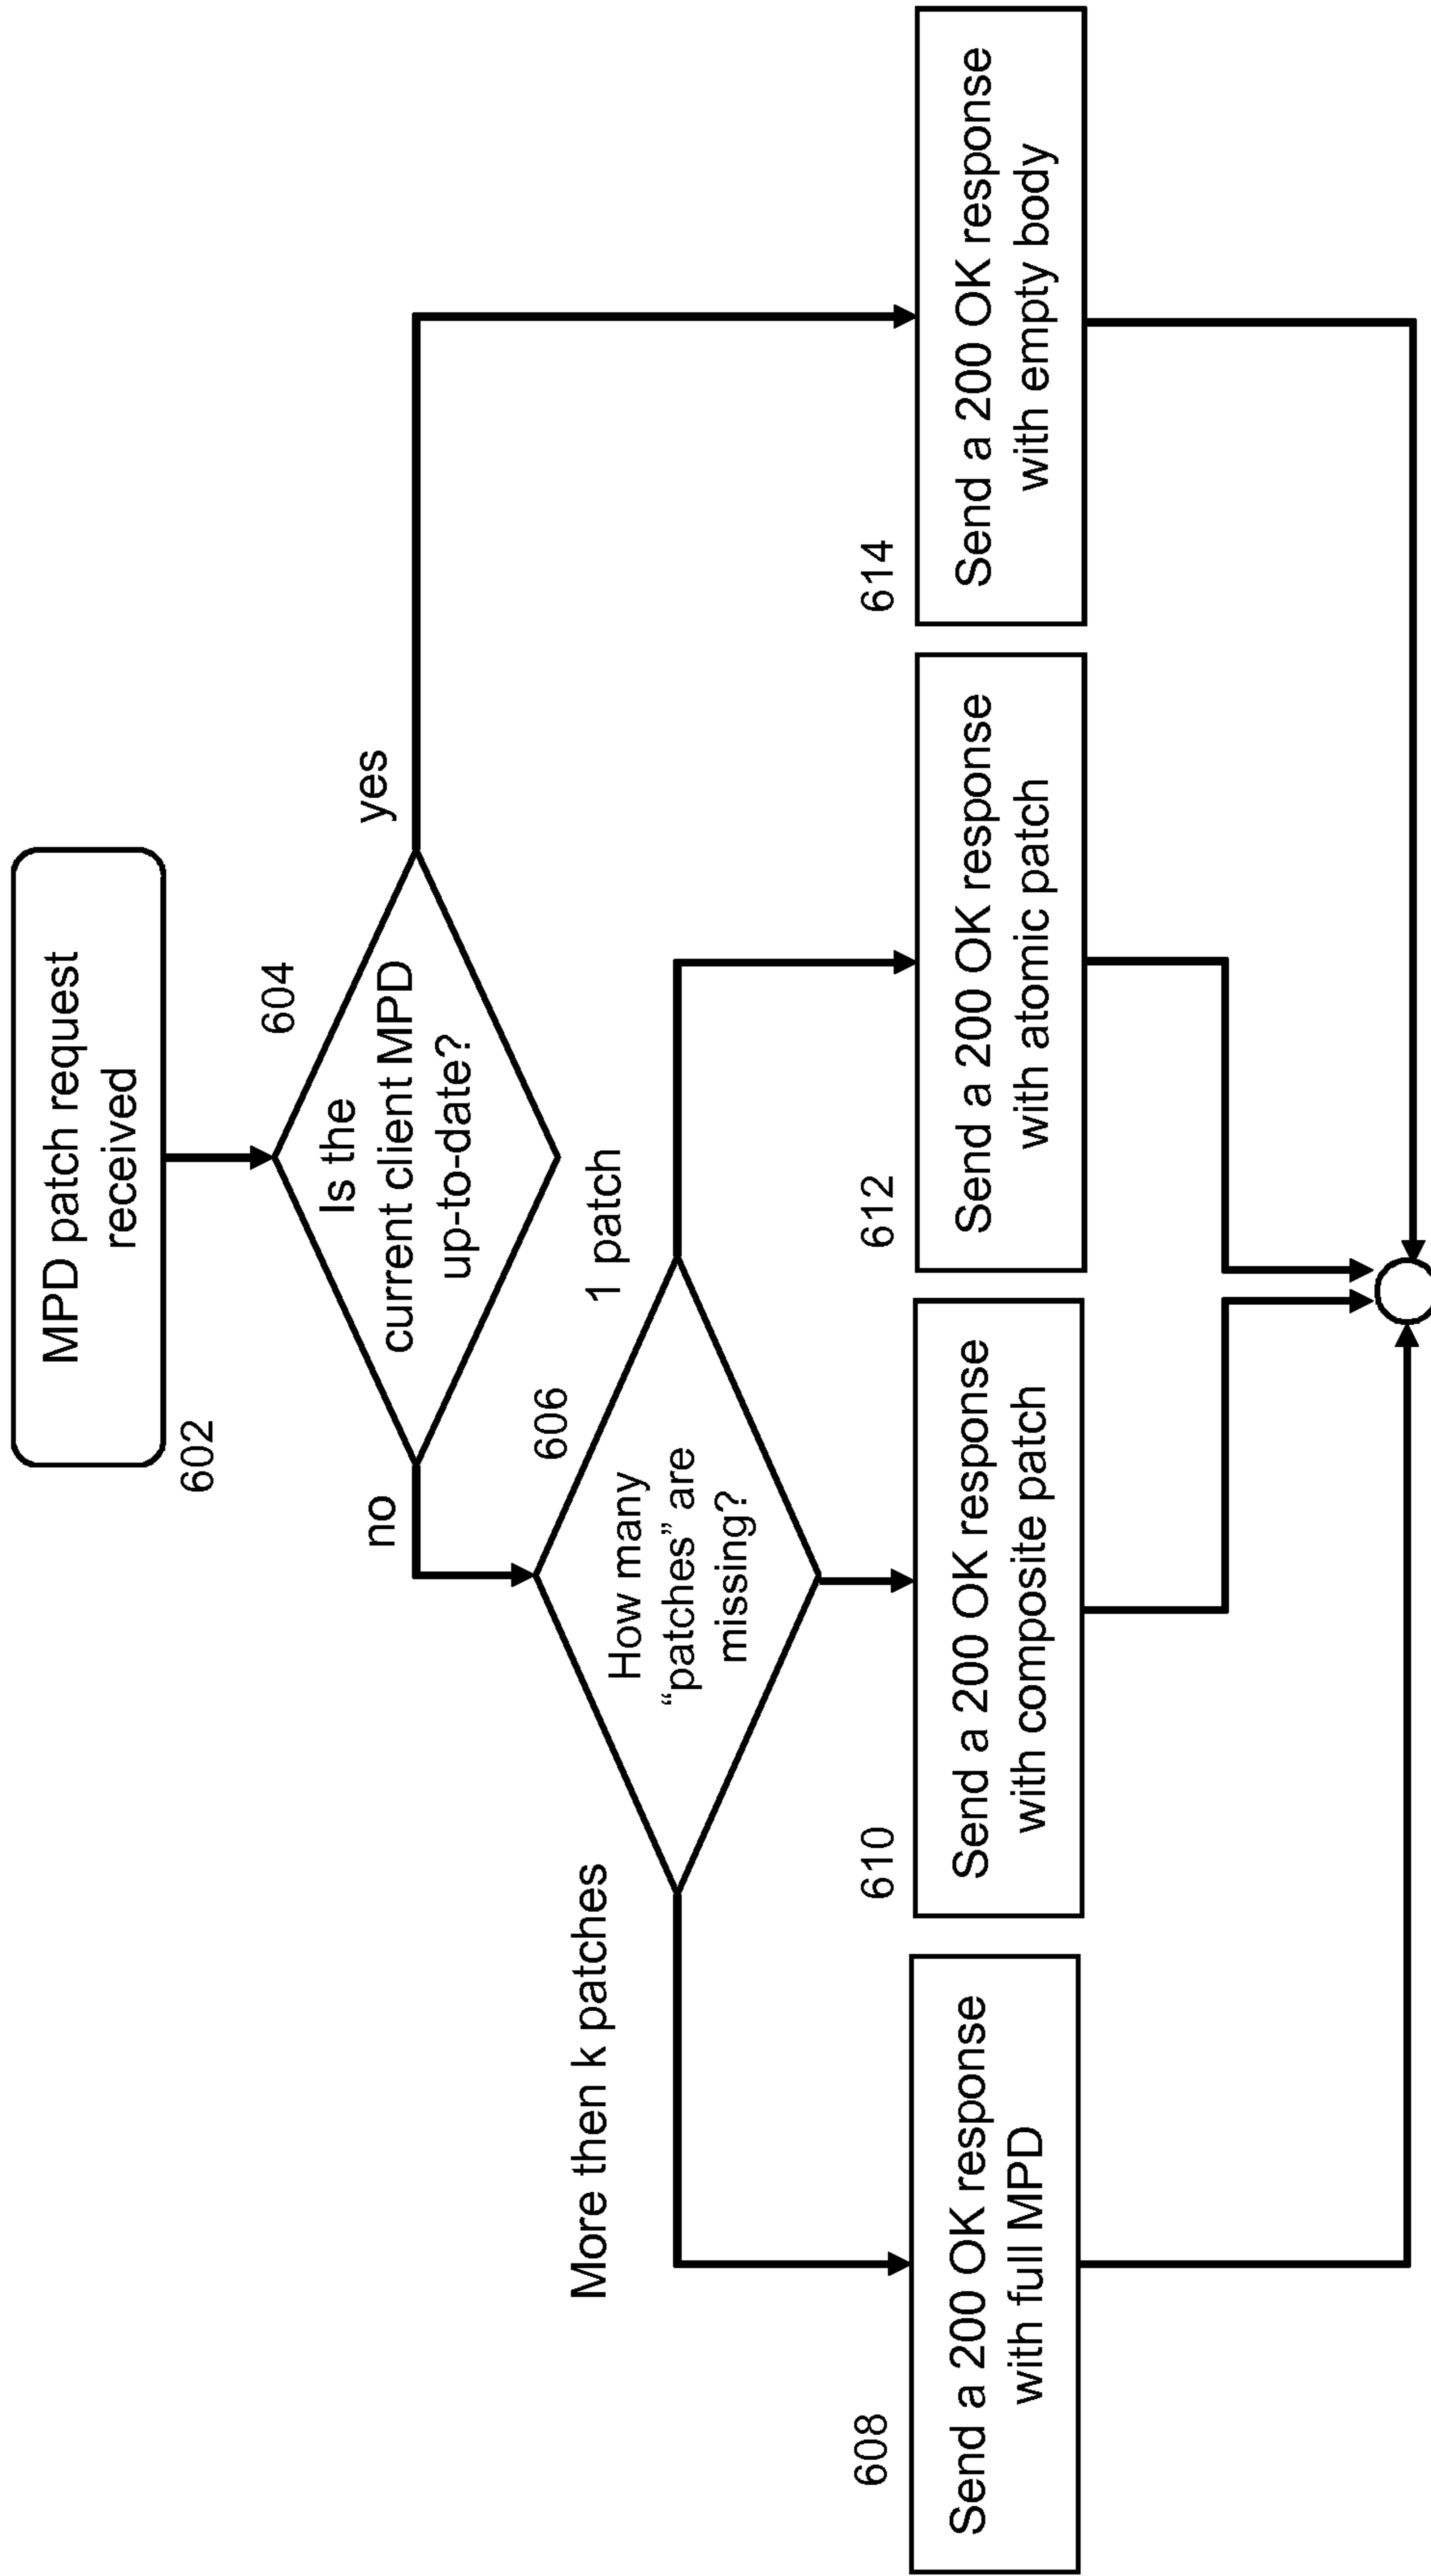 MPD patch request
received
602
604
Is the
current client MPD
up-to-date?
yes
no
606
How many
“patches” are
missing?
1 patch
More then k patches
608
Send a 200 OK response
with full MPD
610
Send a 200 OK response
with composite patch
612
Send a 200 OK response
with atomic patch
614
Send a 200 OK response
with empty body